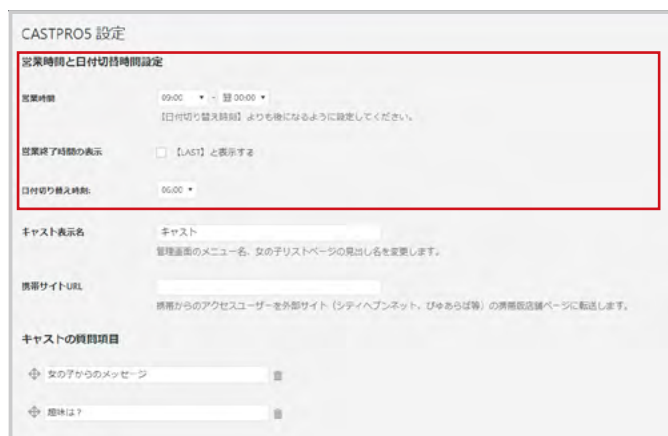 CASTPRO5 設定
営業時間と日付切替時間設定
営業時間 09:00 - 翌 00:00
【日付切り替え時刻】よりも後になるように設定してください。
営業終了時間の表示 【LAST】と表示する
日付切り替え時刻: 06:00
キャスト表示名 キャスト
管理画面のメニュー名、女の子リストページの見出し名を変更します。
携帯サイトURL
携帯からのアクセスユーザーを外部サイト（シティヘブンネット、ぴゅあらば等）の携帯版店舗ページに転送します。
キャストの質問項目
女の子からのメッセージ
趣味は？